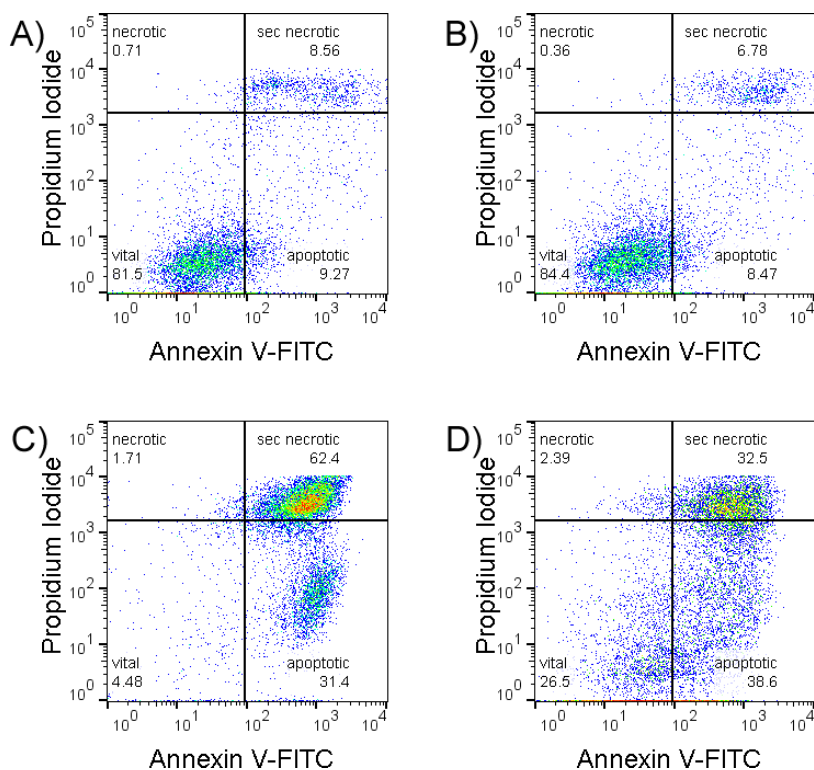 A)
necrotic
0.71
sec necrotic
8.56
vital
81.5
apoptotic
9.27
10^5
10^4
10^3
10^2
10^1
10^0
Propidium Iodide
10^0 10^1 10^2 10^3 10^4
Annexin V-FITC
B)
necrotic
0.36
sec necrotic
6.78
vital
84.4
apoptotic
8.47
10^5
10^4
10^3
10^2
10^1
10^0
Propidium Iodide
10^0 10^1 10^2 10^3 10^4
Annexin V-FITC
C)
necrotic
1.71
sec necrotic
62.4
vital
4.48
apoptotic
31.4
10^5
10^4
10^3
10^2
10^1
10^0
Propidium Iodide
10^0 10^1 10^2 10^3 10^4
Annexin V-FITC
D)
necrotic
2.39
sec necrotic
32.5
vital
26.5
apoptotic
38.6
10^5
10^4
10^3
10^2
10^1
10^0
Propidium Iodide
10^0 10^1 10^2 10^3 10^4
Annexin V-FITC